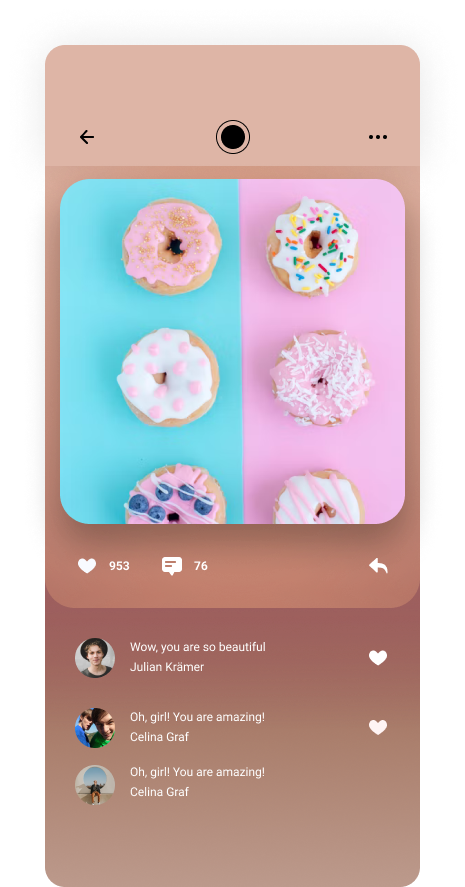 953
76
Wow, you are so beautiful
Julian Krämer
Oh, girl! You are amazing!
Celina Graf
Oh, girl! You are amazing!
Celina Graf